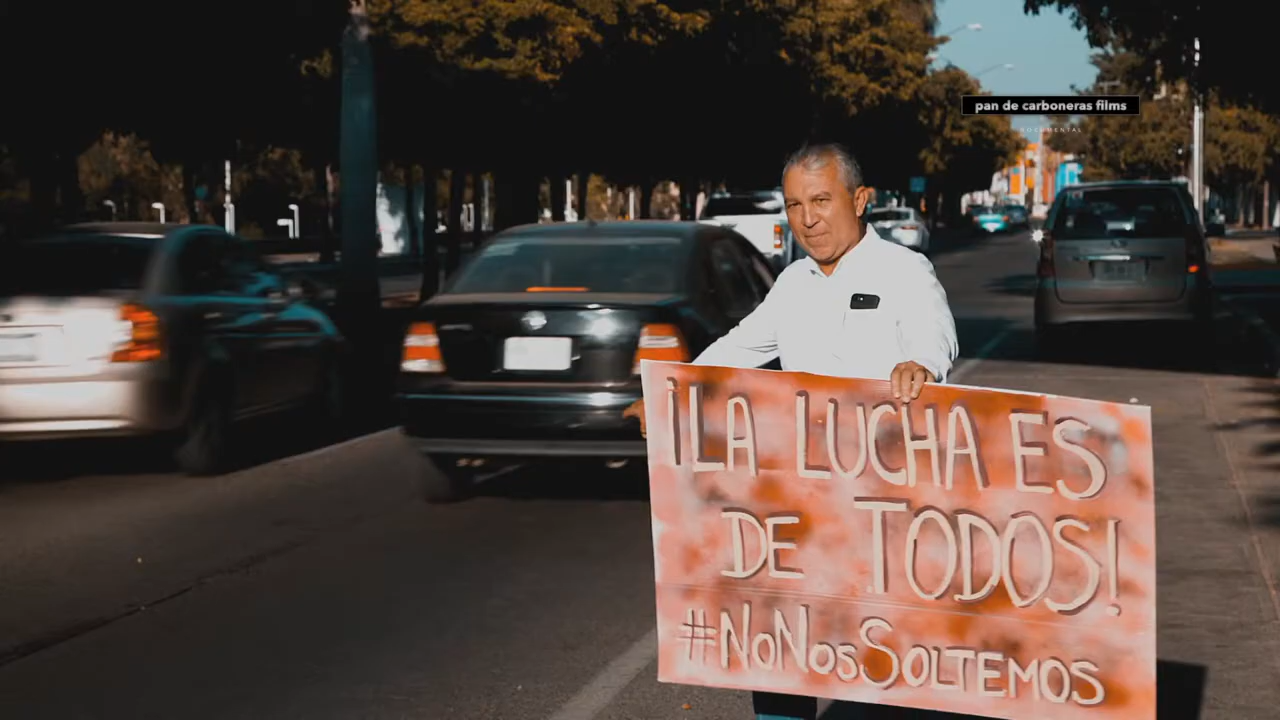 pan de carboneras films
¡LA LUCHA ES
DE TODOS!
#NoNosSOLTEMOS